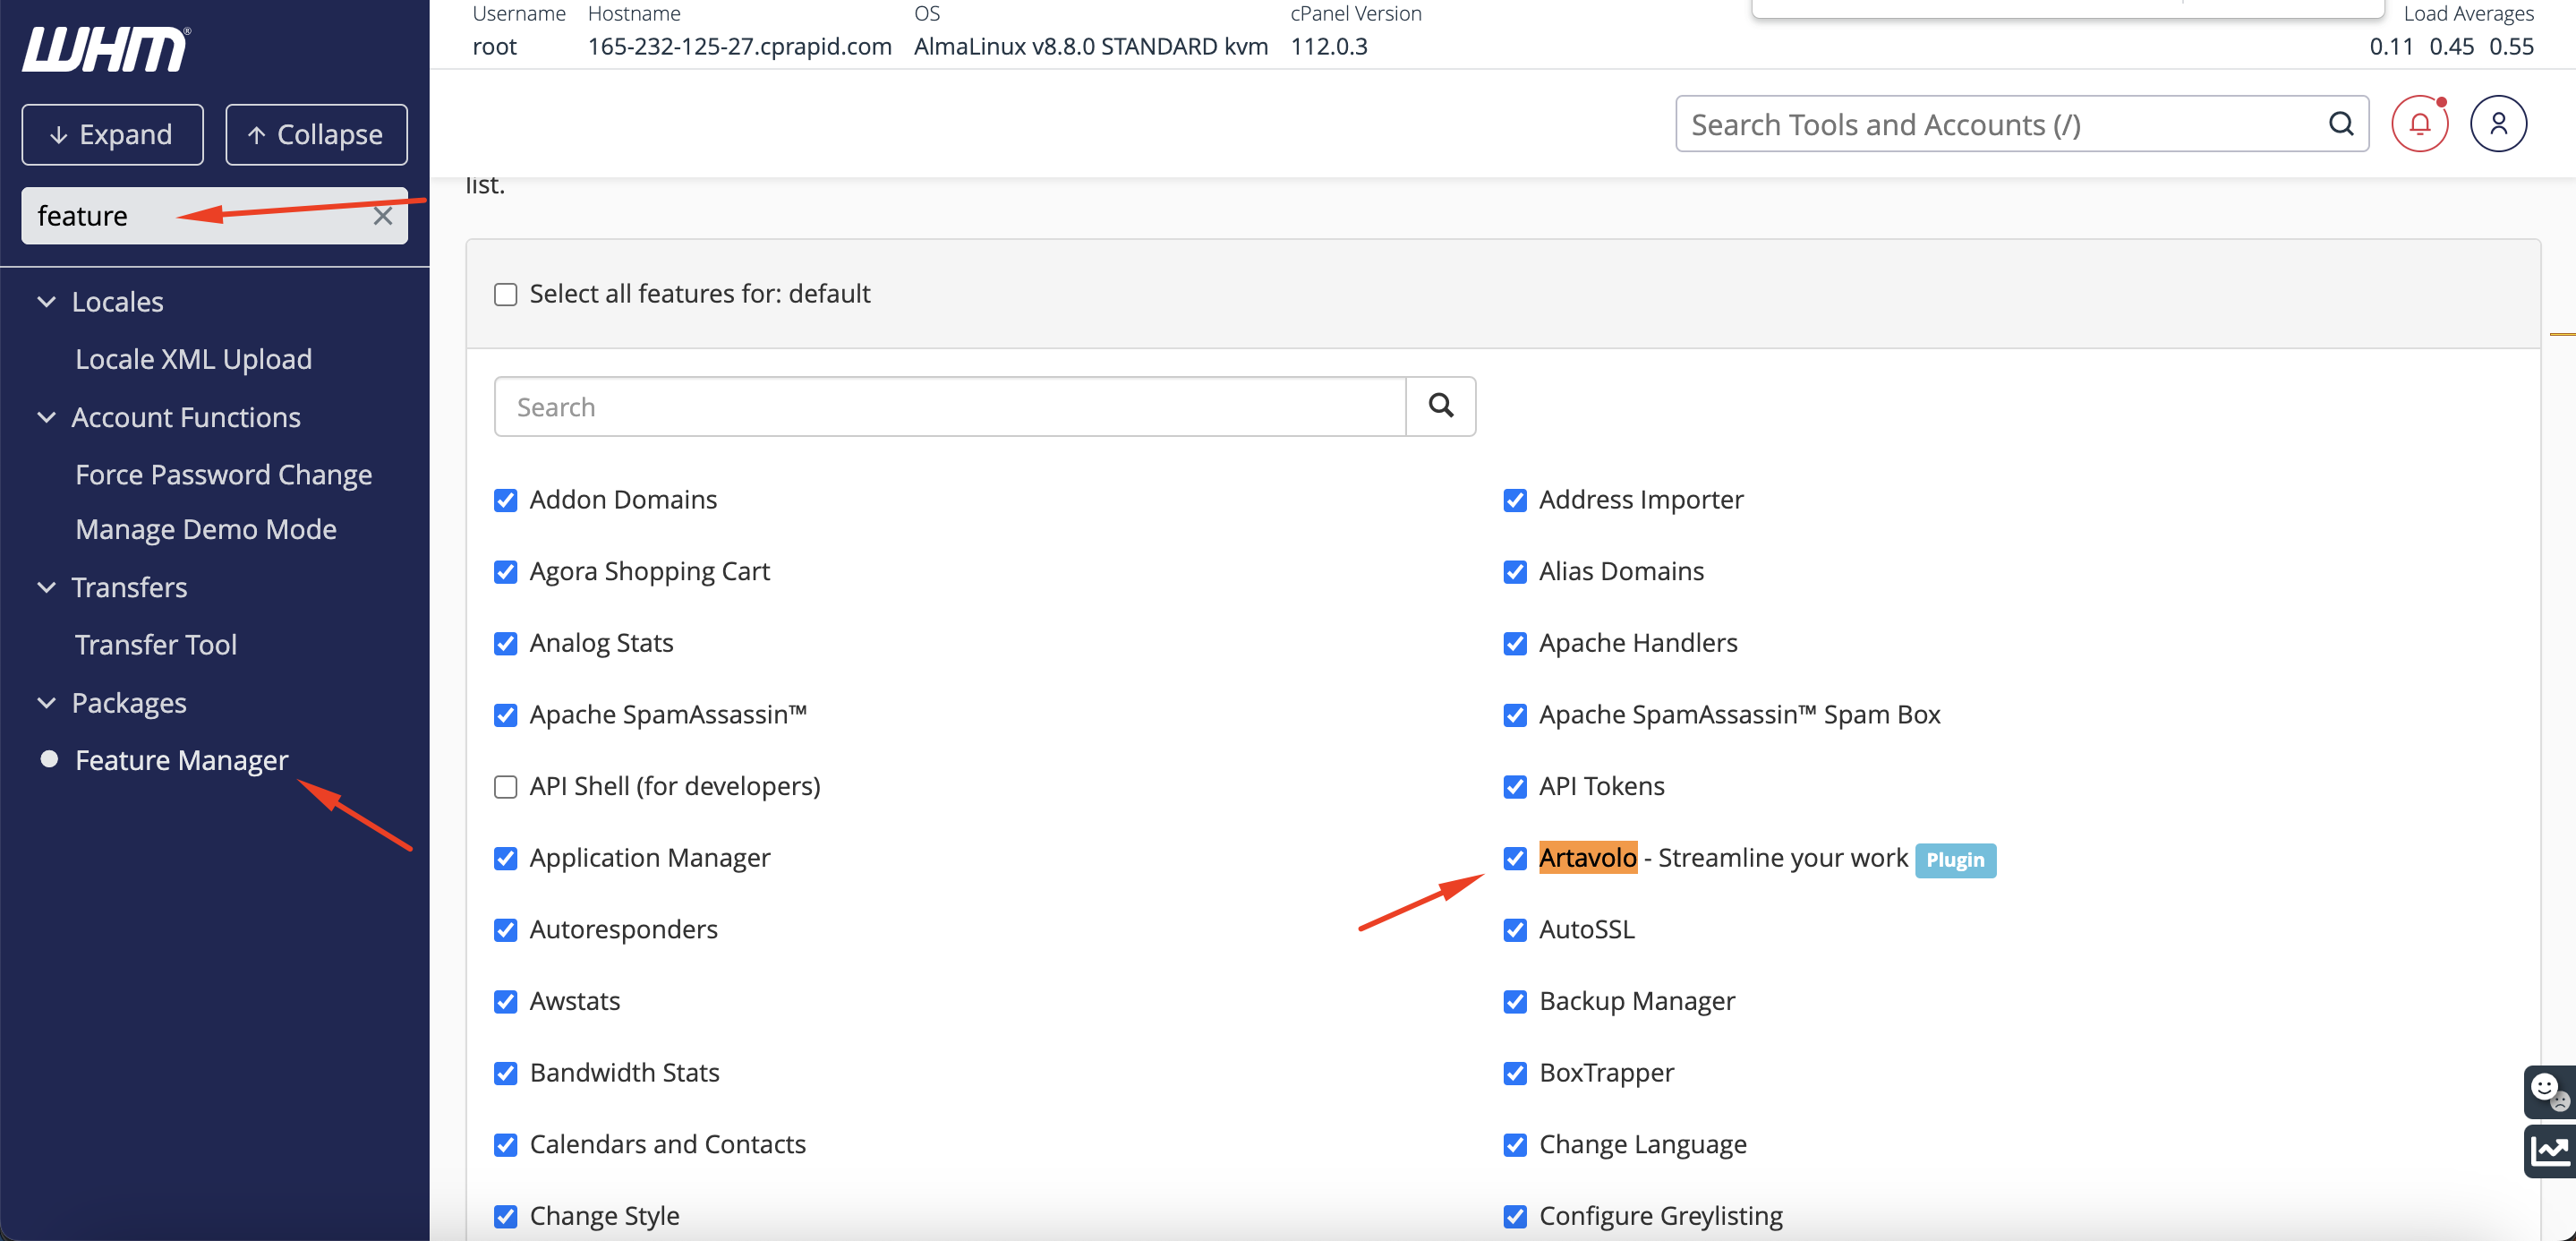 WHM®
Expand
Collapse
feature
Locales
Locale XML Upload
Account Functions
Force Password Change
Manage Demo Mode
Transfers
Transfer Tool
Packages
Feature Manager
Username Hostname OS cPanel Version Load Averages
root 165-232-125-27.cprapid.com AlmaLinux v8.8.0 STANDARD kvm 112.0.3 0.11 0.45 0.55
Search Tools and Accounts (/)
list.
Select all features for: default
Search
Addon Domains
Address Importer
Agora Shopping Cart
Alias Domains
Analog Stats
Apache Handlers
Apache SpamAssassin™
Apache SpamAssassin™ Spam Box
API Shell (for developers)
API Tokens
Application Manager
Artavolo - Streamline your work Plugin
Autoresponders
AutoSSL
Awstats
Backup Manager
Bandwidth Stats
BoxTrapper
Calendars and Contacts
Change Language
Change Style
Configure Greylisting